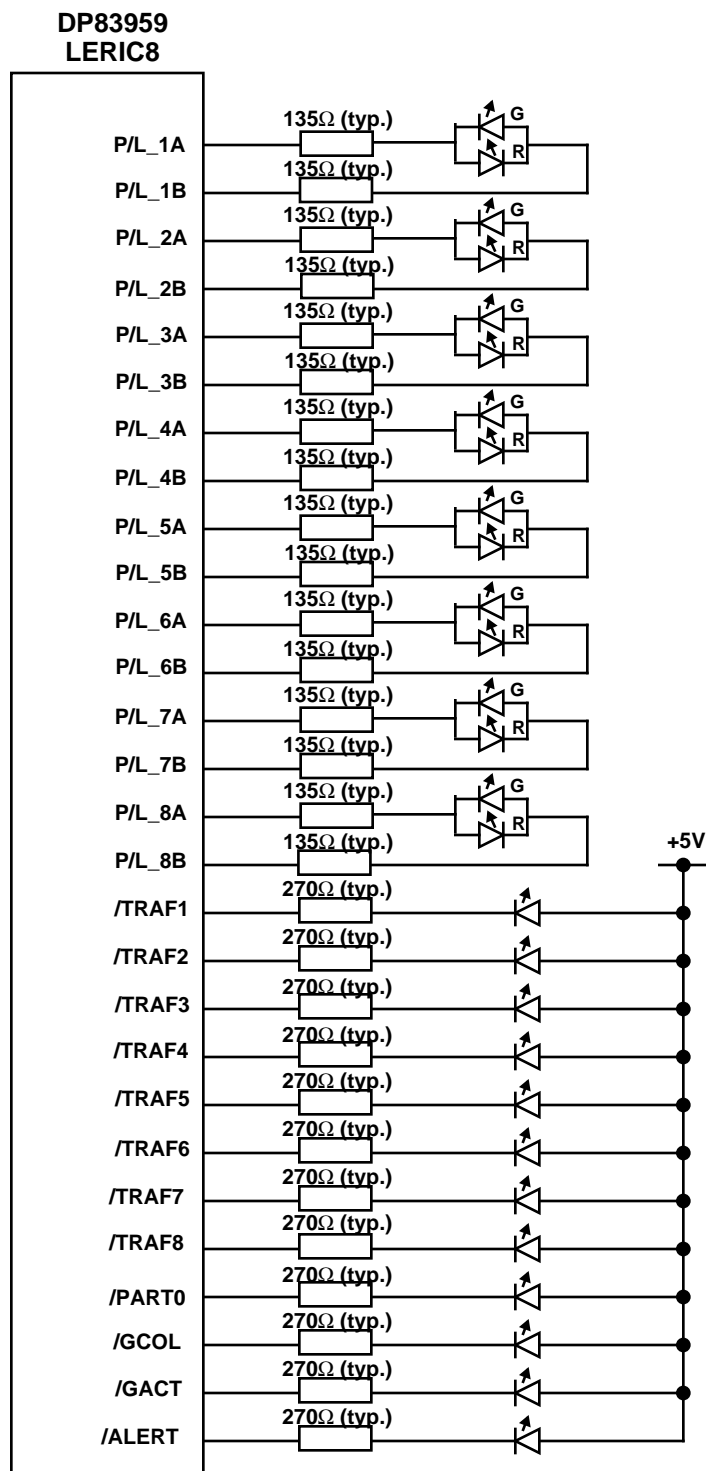 DP83959
LERIC8
135Ω (typ.)
G
P/L_1A
R
135Ω (typ.)
P/L_1B
135Ω (typ.)
G
P/L_2A
R
135Ω (typ.)
P/L_2B
135Ω (typ.)
G
P/L_3A
R
135Ω (typ.)
P/L_3B
135Ω (typ.)
G
P/L_4A
R
135Ω (typ.)
P/L_4B
135Ω (typ.)
G
P/L_5A
R
135Ω (typ.)
P/L_5B
135Ω (typ.)
G
P/L_6A
R
135Ω (typ.)
P/L_6B
135Ω (typ.)
G
P/L_7A
R
135Ω (typ.)
P/L_7B
135Ω (typ.)
G
P/L_8A
R
135Ω (typ.)
P/L_8B
+5V
270Ω (typ.)
/TRAF1
270Ω (typ.)
/TRAF2
270Ω (typ.)
/TRAF3
270Ω (typ.)
/TRAF4
270Ω (typ.)
/TRAF5
270Ω (typ.)
/TRAF6
270Ω (typ.)
/TRAF7
270Ω (typ.)
/TRAF8
270Ω (typ.)
/PART0
270Ω (typ.)
/GCOL
270Ω (typ.)
/GACT
270Ω (typ.)
/ALERT